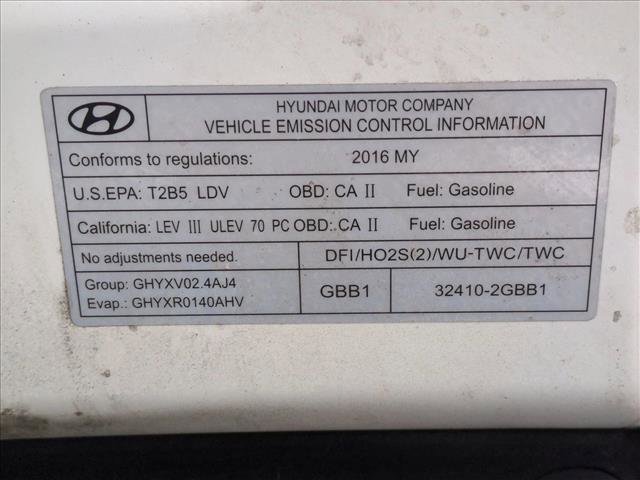 HYUNDAI MOTOR COMPANY
VEHICLE EMISSION CONTROL INFORMATION
Conforms to regulations: 2016 MY
U.S.EPA: T2B5 LDV OBD: CA II Fuel: Gasoline
California: LEV III ULEV 70 PC OBD: CA II Fuel: Gasoline
No adjustments needed. DFI/HO2S(2)/WU-TWC/TWC
Group: GHYXV02.4AJ4
Evap.: GHYXR0140AHV
GBB1 32410-2GBB1